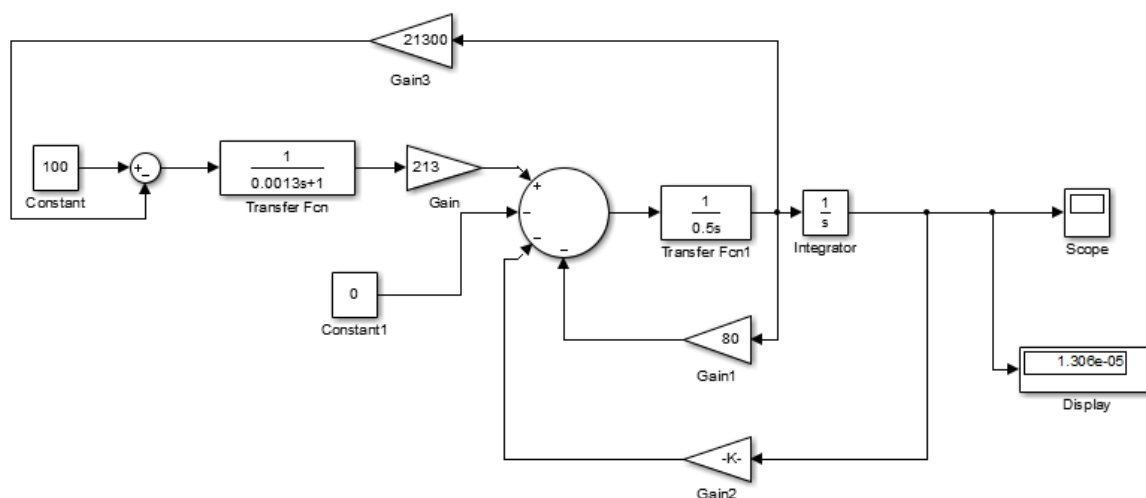 21300
Gain3
100
Constant
+
−
1
0.0013s+1
Transfer Fcn
213
Gain
+
−
−
−
1
0.5s
Transfer Fcn1
1
s
Integrator
Scope
0
Constant1
80
Gain1
1.306e-05
Display
-K-
Gain2